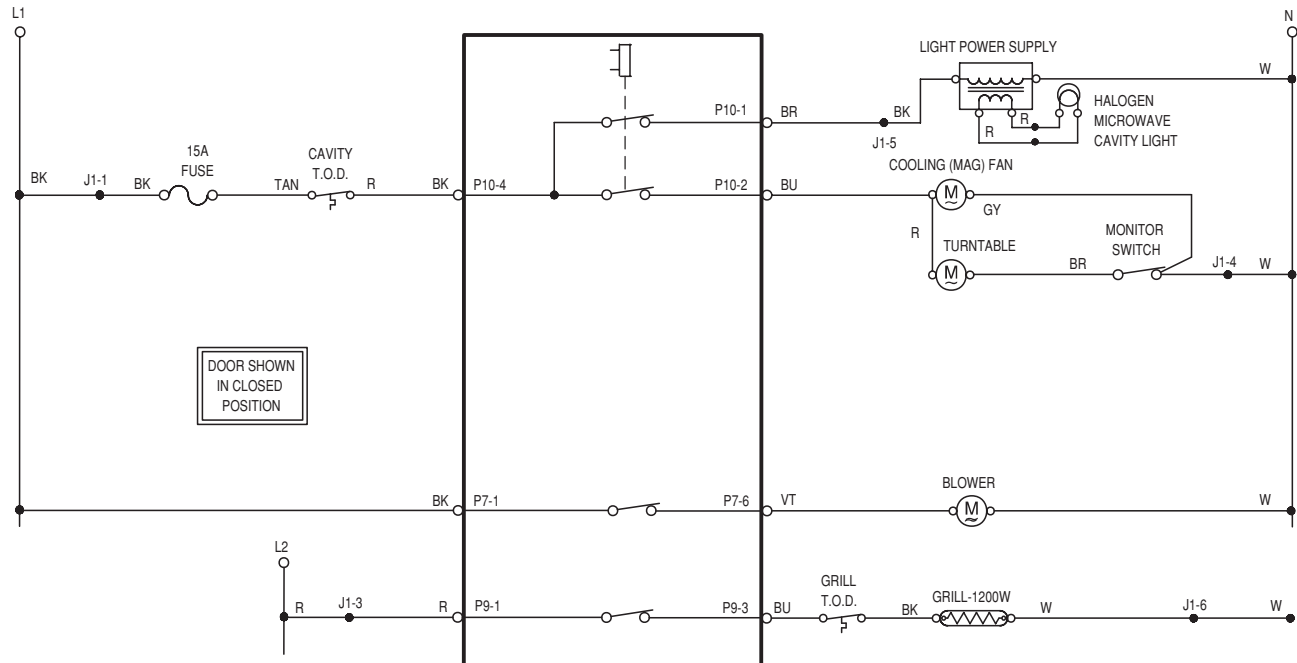 L1
N
LIGHT POWER SUPPLY
W
P10-1
BR
BK
J1-5
R
R
HALOGEN
MICROWAVE
CAVITY LIGHT
BK
J1-1
BK
15A
FUSE
TAN
CAVITY
T.O.D.
R
BK
P10-4
P10-2
BU
COOLING (MAG) FAN
M
~
GY
R
TURNTABLE
M
~
BR
MONITOR
SWITCH
J1-4
W
DOOR SHOWN
IN CLOSED
POSITION
BK
P7-1
P7-6
VT
BLOWER
M
~
W
L2
R
J1-3
R
P9-1
P9-3
BU
GRILL
T.O.D.
BK
GRILL-1200W
W
J1-6
W